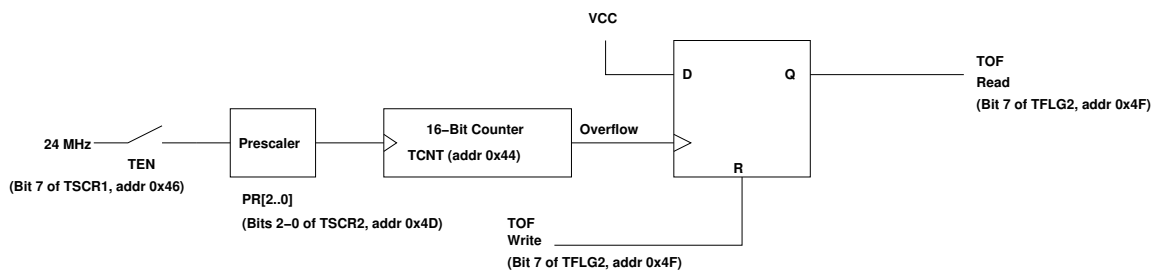 VCC
D
Q
TOF
Read
(Bit 7 of TFLG2, addr 0x4F)
24 MHz
TEN
(Bit 7 of TSCR1, addr 0x46)
Prescaler
PR[2..0]
(Bits 2−0 of TSCR2, addr 0x4D)
16−Bit Counter
TCNT (addr 0x44)
Overflow
R
TOF
Write
(Bit 7 of TFLG2, addr 0x4F)